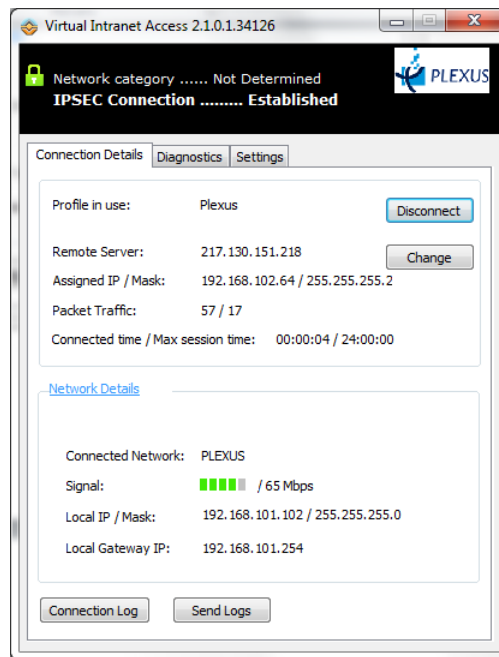 Virtual Intranet Access 2.1.0.1.34126
Network category ...... Not Determined
IPSEC Connection ......... Established
PLEXUS
Connection Details Diagnostics Settings
Profile in use: Plexus Disconnect
Remote Server: 217.130.151.218 Change
Assigned IP / Mask: 192.168.102.64 / 255.255.255.2
Packet Traffic: 57 / 17
Connected time / Max session time: 00:00:04 / 24:00:00
Network Details
Connected Network: PLEXUS
Signal: / 65 Mbps
Local IP / Mask: 192.168.101.102 / 255.255.255.0
Local Gateway IP: 192.168.101.254
Connection Log Send Logs